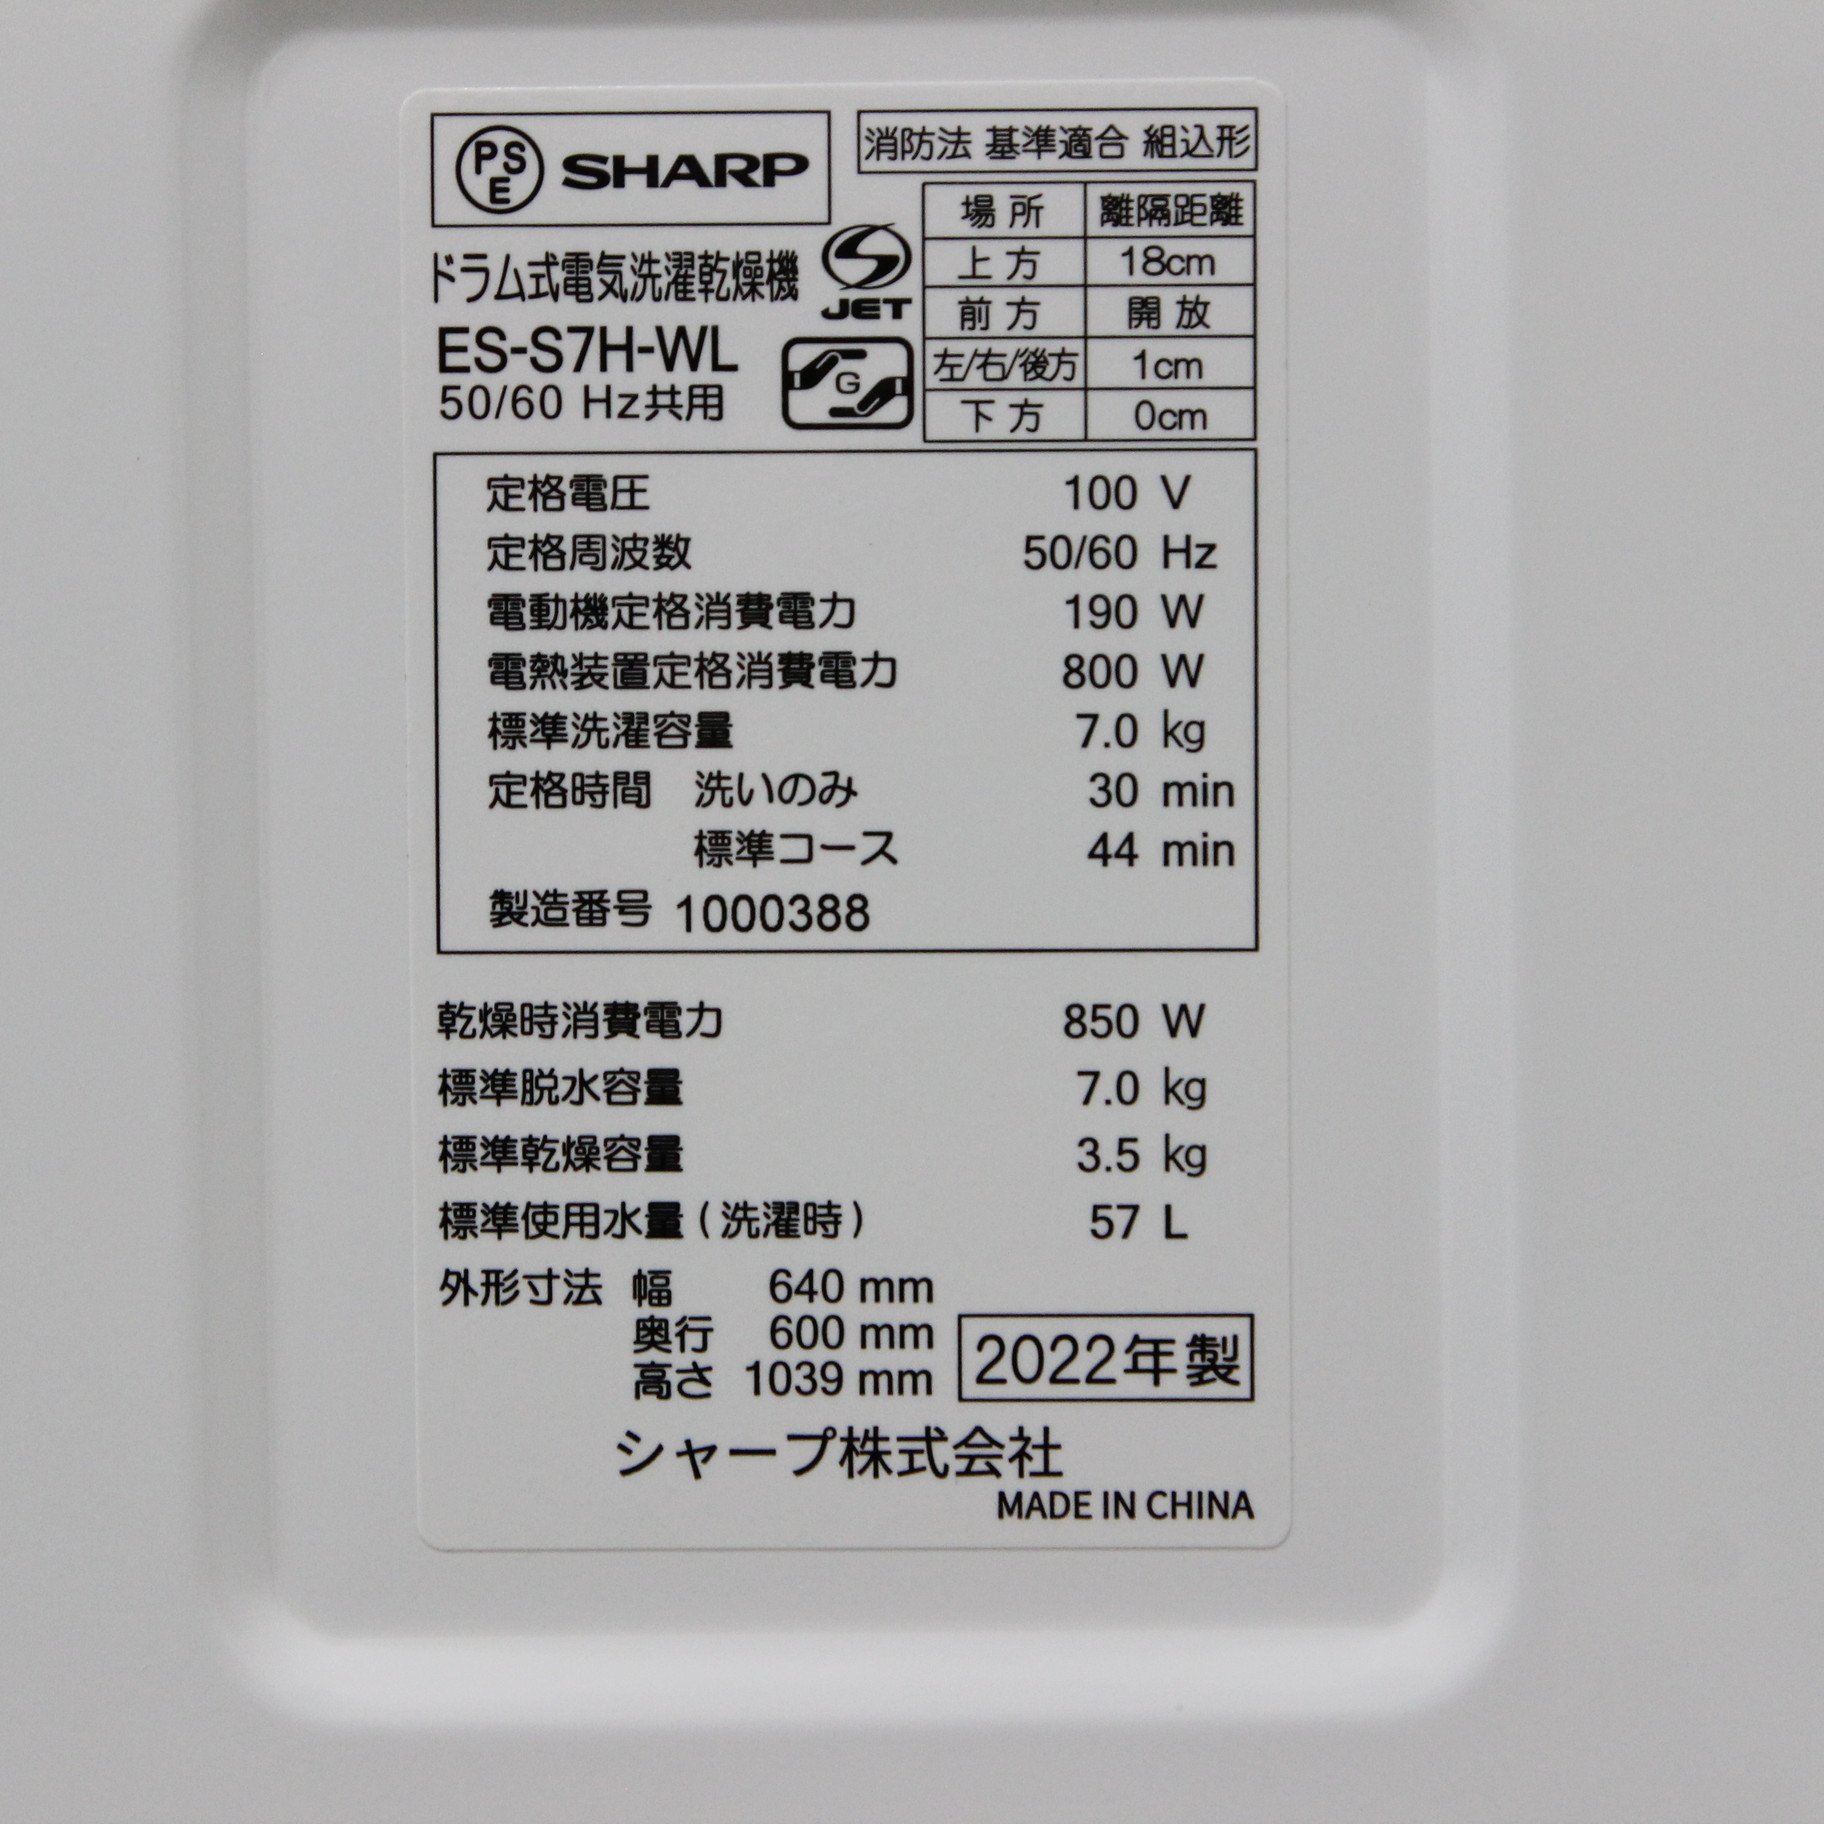 PSE SHARP
消防法 基準適合 組込形
場所 離隔距離
上方 18cm
前方 開放
左/右/後方 1cm
下方 0cm
ドラム式電気洗濯乾燥機
JET
ES-S7H-WL
G
50/60 Hz共用
定格電圧 100 V
定格周波数 50/60 Hz
電動機定格消費電力 190 W
電熱装置定格消費電力 800 W
標準洗濯容量 7.0 kg
定格時間 洗いのみ 30 min
標準コース 44 min
製造番号 1000388
乾燥時消費電力 850 W
標準脱水容量 7.0 kg
標準乾燥容量 3.5 kg
標準使用水量(洗濯時) 57 L
外形寸法 幅 640 mm
奥行 600 mm
高さ 1039 mm
2022年製
シャープ株式会社
MADE IN CHINA